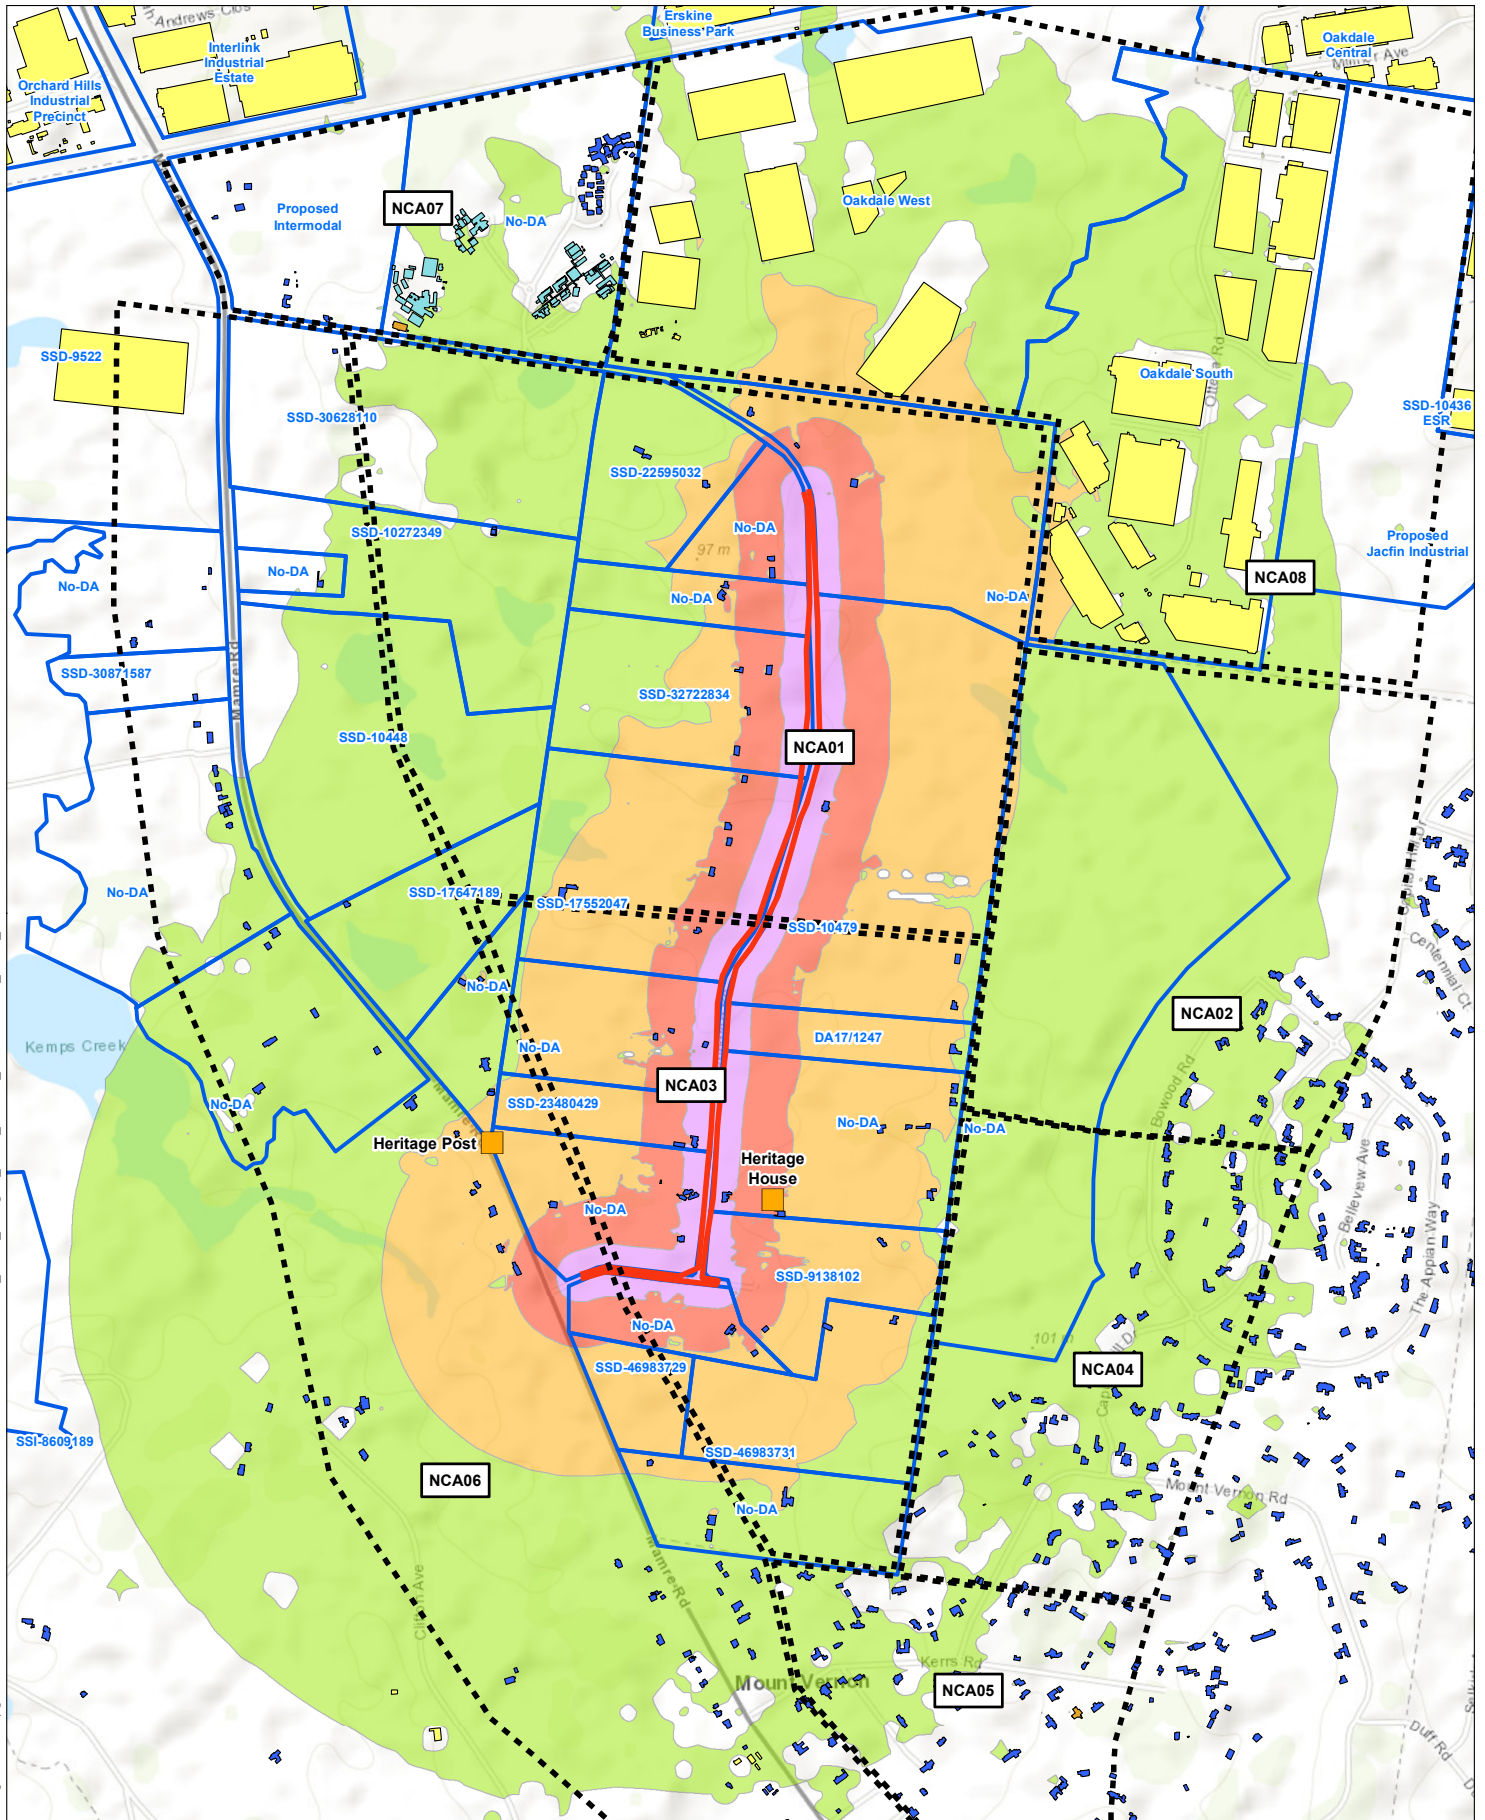 Andrews Clos
Erskine
Business Park
Interlink
Industrial
Estate
Oakdale
Central
Milner Ave
Orchard Hills
Industrial
Precinct
NCA07
Proposed
Intermodal
No-DA
Oakdale West
SSD-9522
Oakdale South
SSD-30628110
SSD-10436
ESR
SSD-22595032
SSD-10272349
No-DA
97 m
Proposed
Jacfin Industrial
No-DA
No-DA
No-DA
No-DA
NCA08
Mamre Rd
SSD-30871587
SSD-32722834
SSD-10448
NCA01
No-DA
SSD-17647189
SSD-17552047
SSD-10479
Capitol Hill Dr
Centennial Ct
No-DA
NCA02
Kemps Creek
No-DA
DA17/1247
NCA03
Bowood Rd
No-DA
SSD-23480429
Mamre
No-DA
No-DA
Heritage Post
Heritage
House
Belleview Ave
No-DA
The Appian Way
SSD-9138102
No-DA
101 m
SSD-46983729
NCA04
SSI-8609189
SSD-46983731
NCA06
Mount Vernon Rd
No-DA
Mamre Rd
Clifton Ave
Kerrs Rd
Mount Vernon
NCA05
Duff Rd